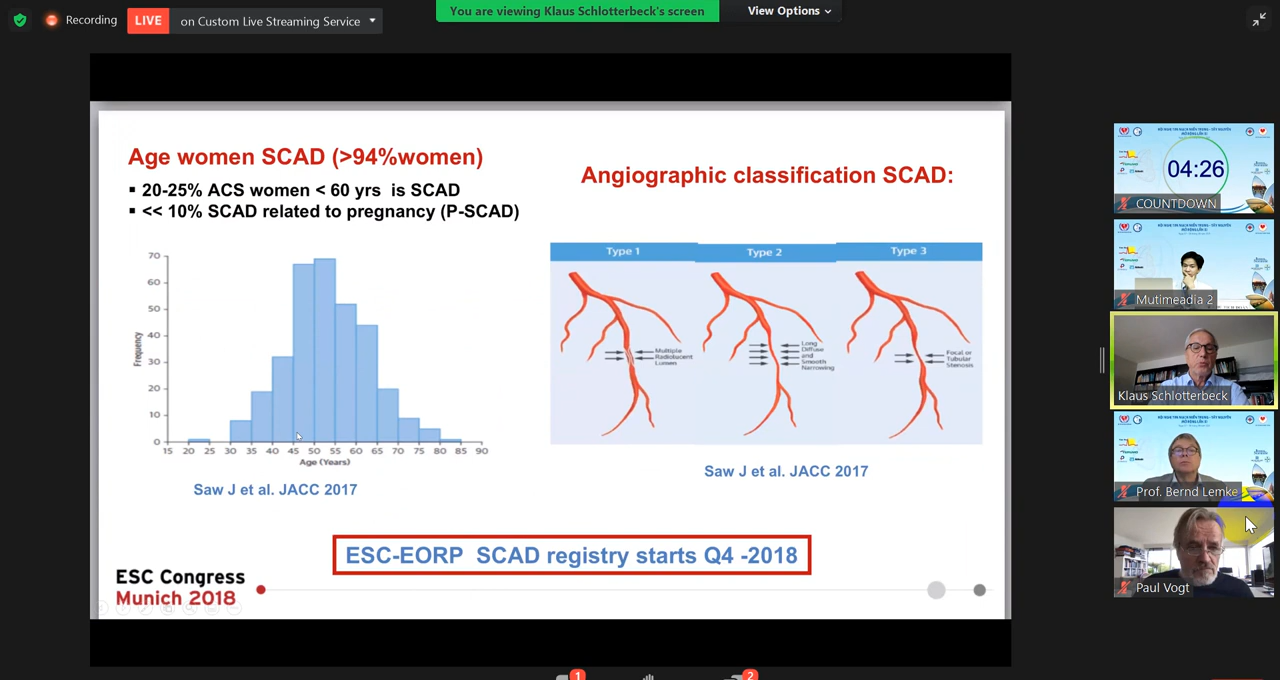 Recording
LIVE
on Custom Live Streaming Service
You are viewing Klaus Schlotterbeck's screen
View Options
Age women SCAD (>94%women)
▪ 20-25% ACS women < 60 yrs is SCAD
▪ << 10% SCAD related to pregnancy (P-SCAD)
Frequency
70
60
50
40
30
20
10
0
15 20 25 30 35 40 45 50 55 60 65 70 75 80 85 90
Age (Years)
Saw J et al. JACC 2017
Angiographic classification SCAD:
Type 1
Type 2
Type 3
Multiple
Radiolucent
Lumen
Long
Diffuse
and
Smooth
Narrowing
Focal or
Tubular
Stenosis
Saw J et al. JACC 2017
ESC-EORP SCAD registry starts Q4 -2018
ESC Congress
Munich 2018
04:26
COUNTDOWN
Mutimeadia 2
Klaus Schlotterbeck
Prof. Bernd Lemke
Paul Vogt
1
2